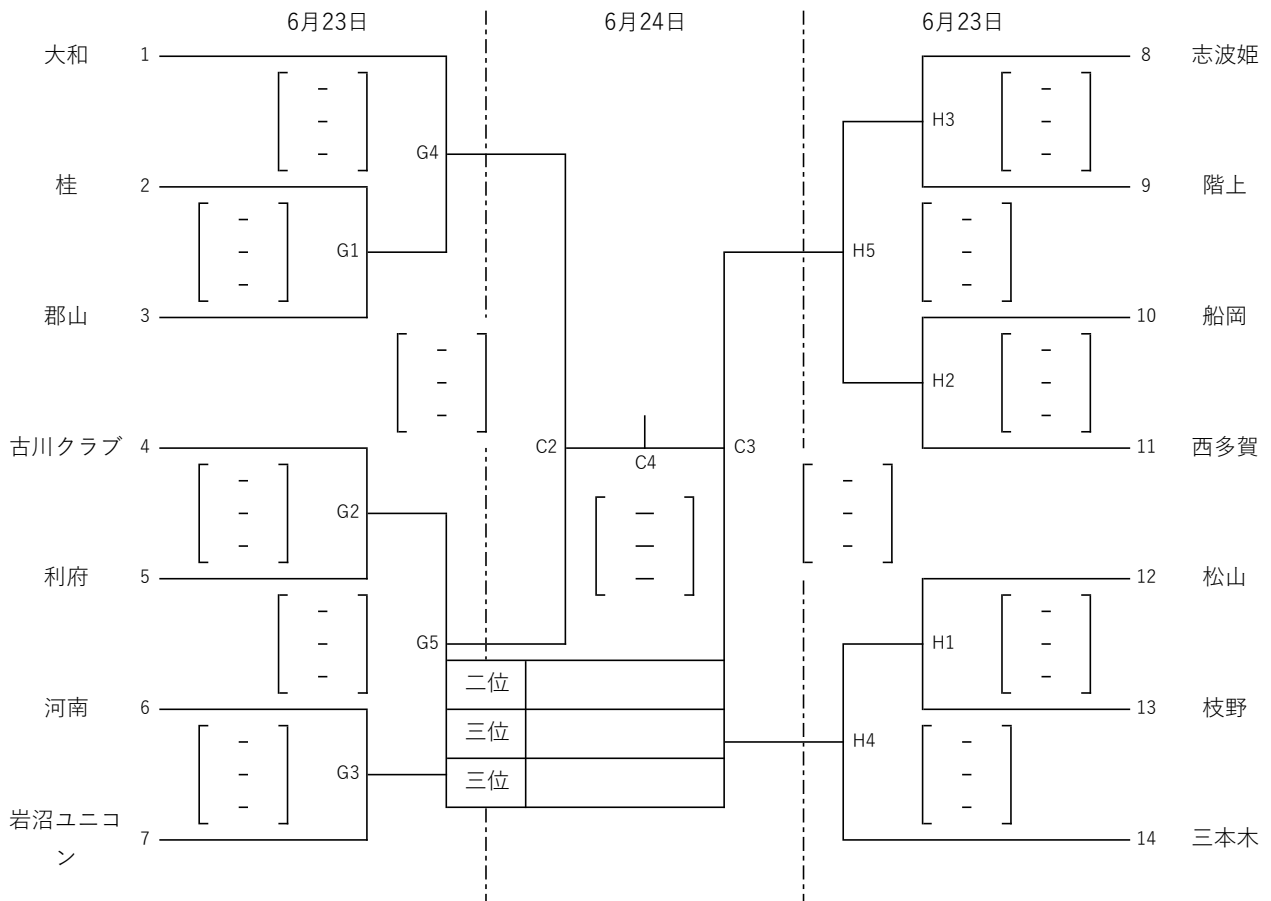 6月23日 6月24日 6月23日
大和 1 8 志波姫
- - H3 -
- - -
- G4 -
桂 2 9 階上
- G1 - H5
- -
- -
郡山 3 10 船岡
- H2 -
- -
- -
古川クラブ 4 C2 C3 11 西多賀
C4
- G2 — -
- — -
- — -
利府 5 12 松山
- G5 H1 -
- -
- -
二位
河南 6 13 枝野
三位
- G3 H4 -
- -
- -
三位
岩沼ユニコ
ン 7 14 三本木